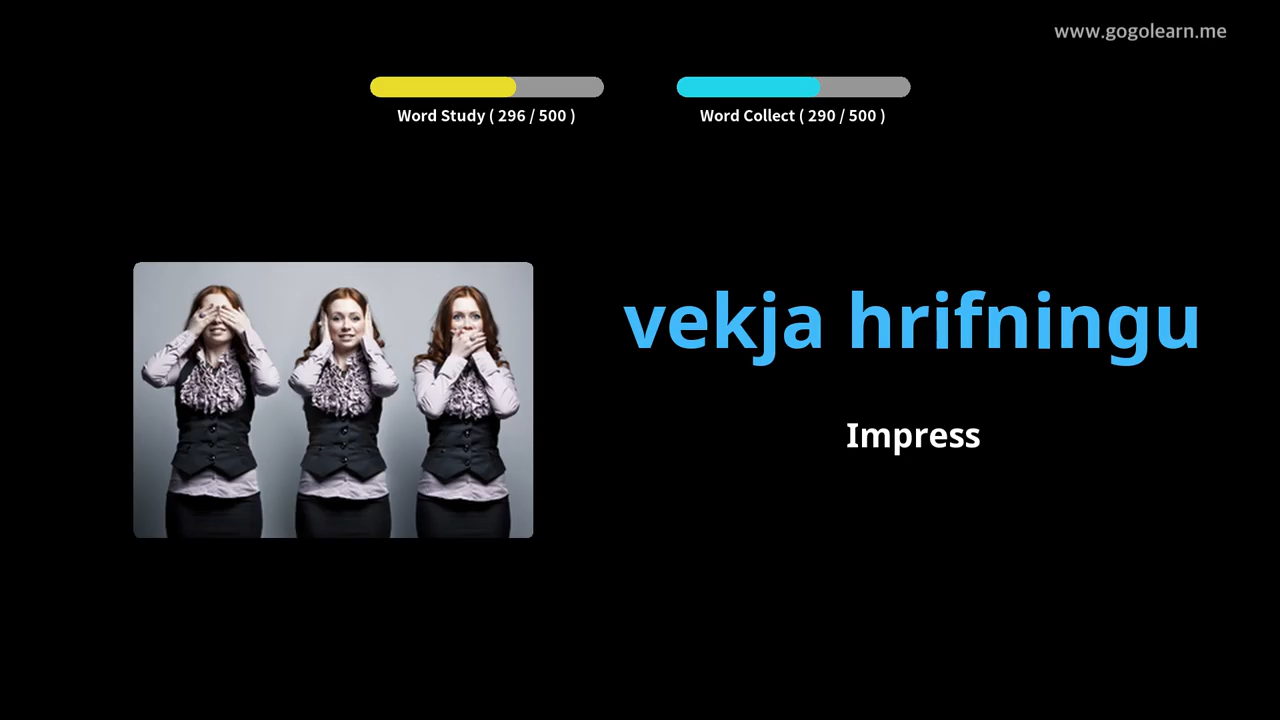 www.gogolearn.me
Word Study ( 296 / 500 )
Word Collect ( 290 / 500 )
vekja hrifningu
Impress